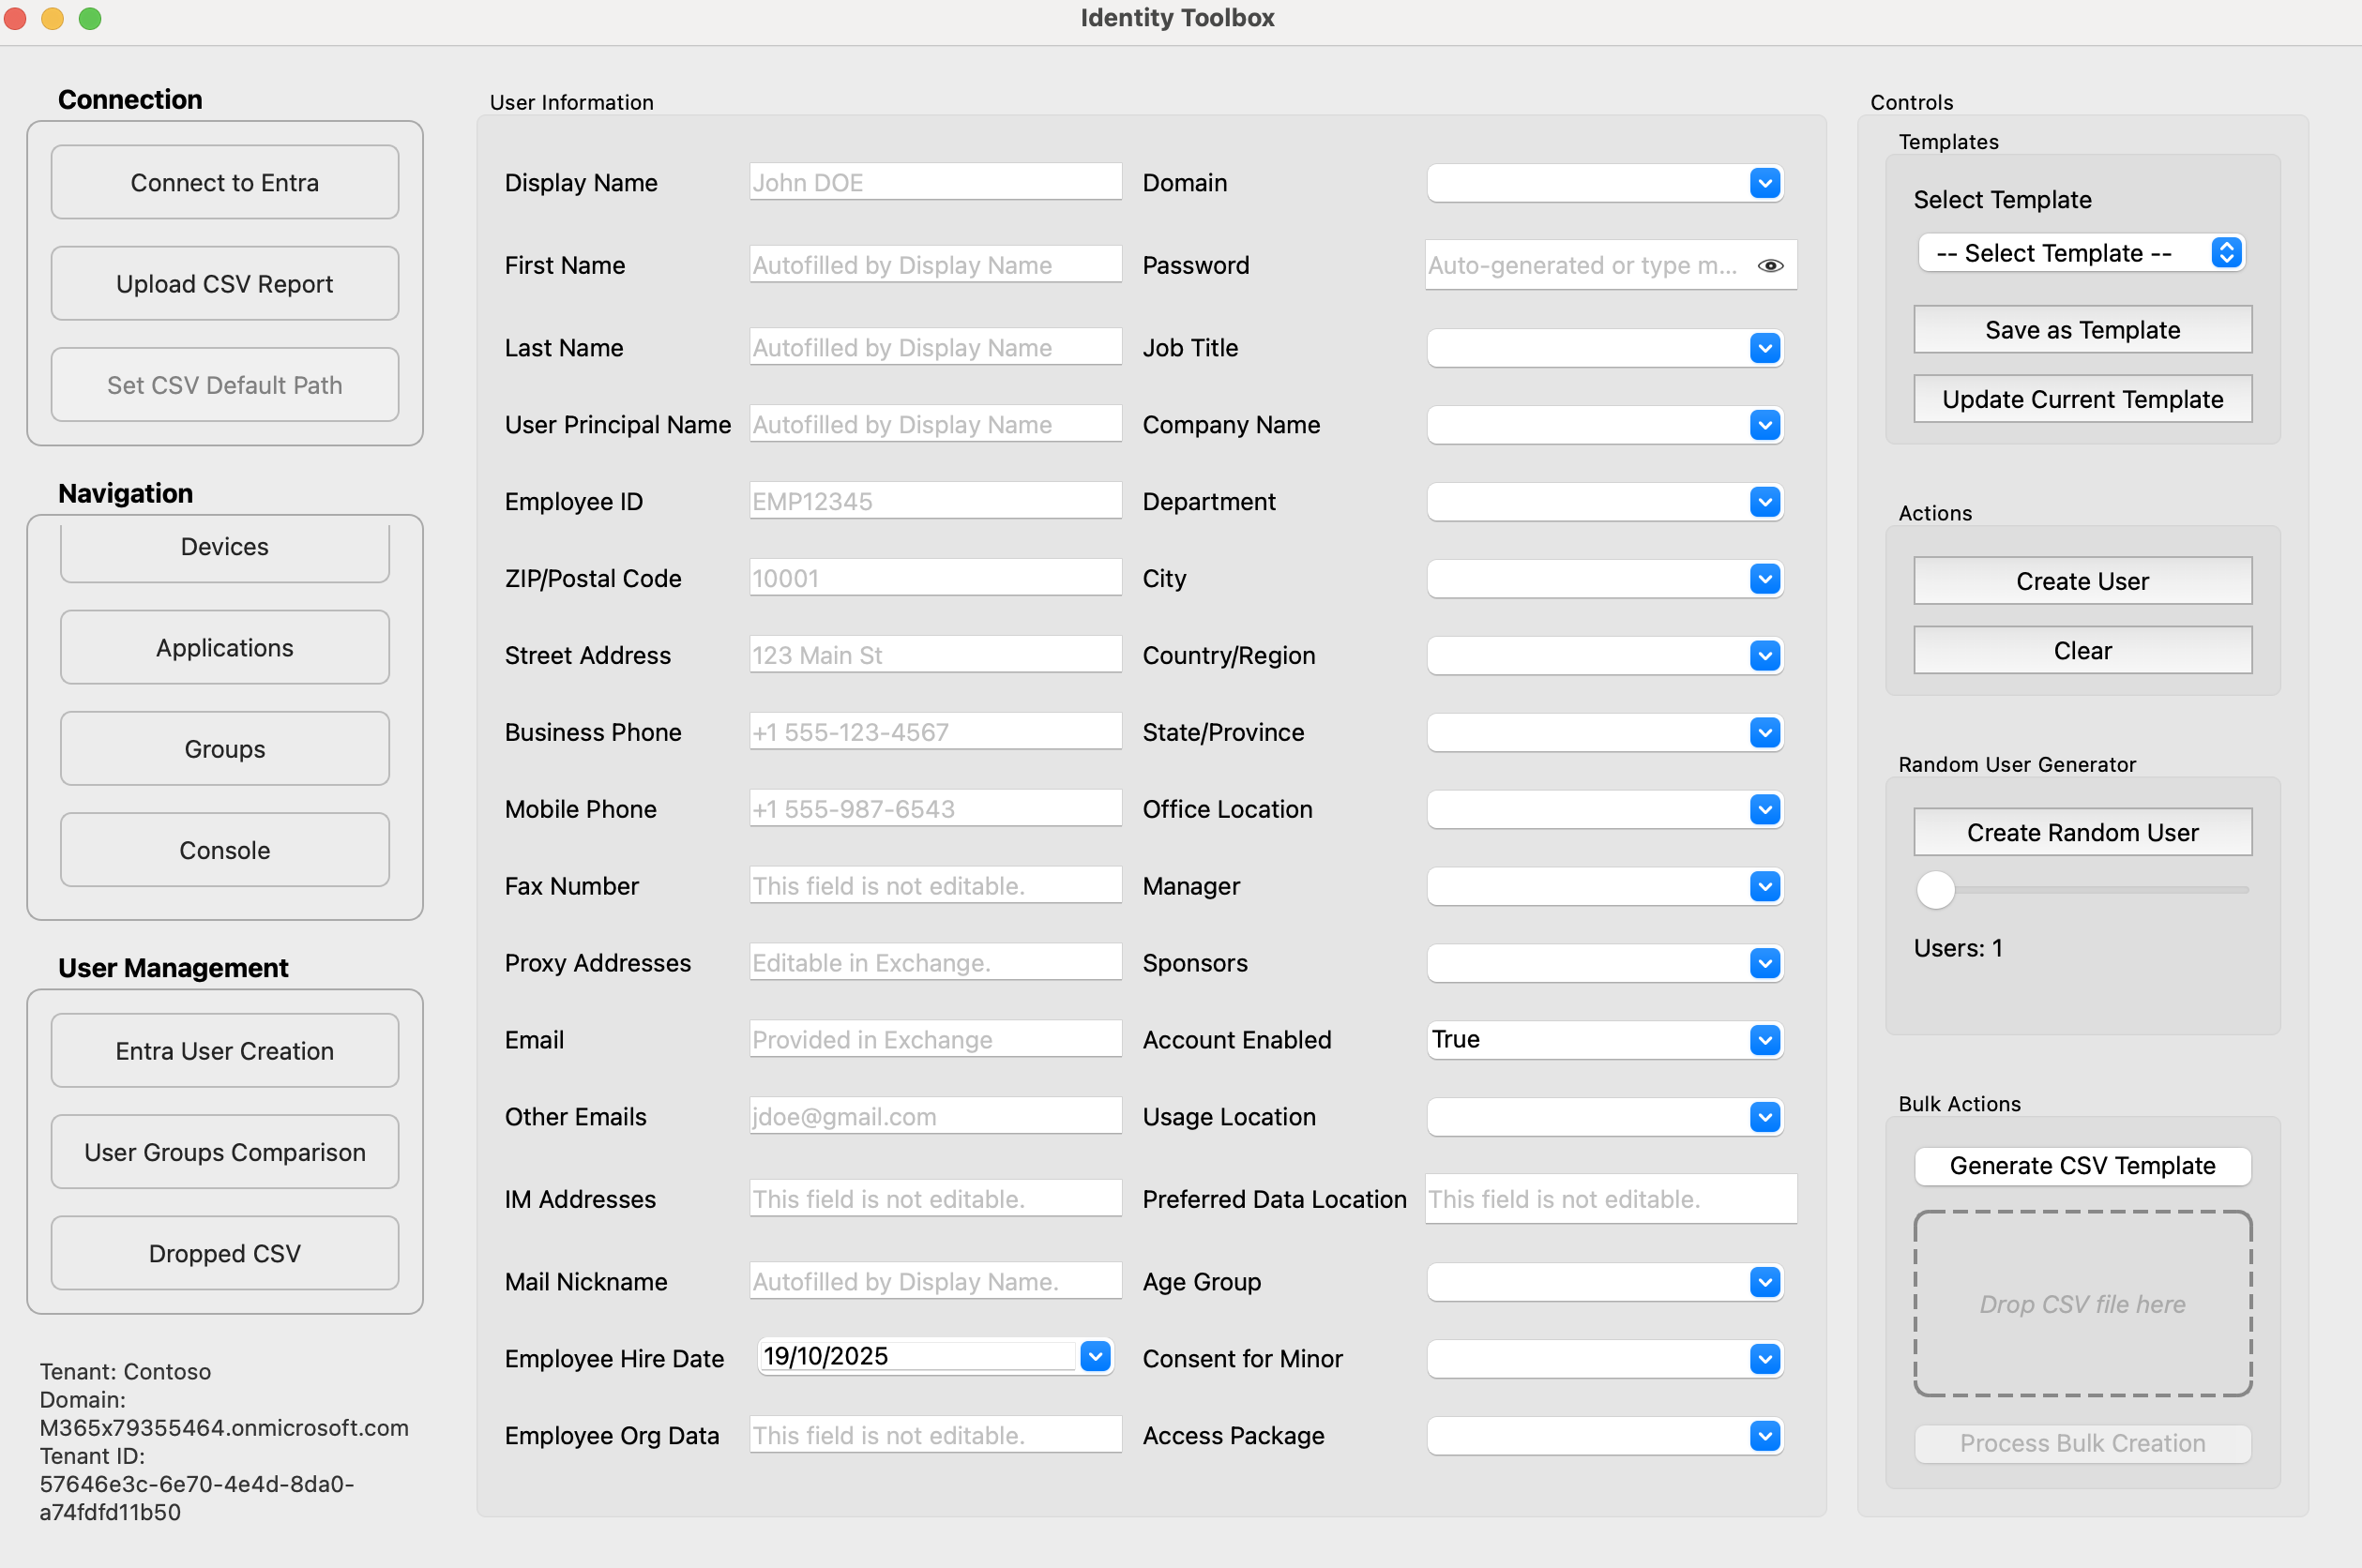 Identity Toolbox
Connection
Connect to Entra
Upload CSV Report
Set CSV Default Path
Navigation
Devices
Applications
Groups
Console
User Management
Entra User Creation
User Groups Comparison
Dropped CSV
Tenant: Contoso
Domain:
M365x79355464.onmicrosoft.com
Tenant ID:
57646e3c-6e70-4e4d-8da0-
a74fdfd11b50
User Information
Display Name John DOE Domain
First Name Autofilled by Display Name Password Auto-generated or type m...
Last Name Autofilled by Display Name Job Title
User Principal Name Autofilled by Display Name Company Name
Employee ID EMP12345 Department
ZIP/Postal Code 10001 City
Street Address 123 Main St Country/Region
Business Phone +1 555-123-4567 State/Province
Mobile Phone +1 555-987-6543 Office Location
Fax Number This field is not editable. Manager
Proxy Addresses Editable in Exchange. Sponsors
Email Provided in Exchange Account Enabled True
Other Emails jdoe@gmail.com Usage Location
IM Addresses This field is not editable. Preferred Data Location This field is not editable.
Mail Nickname Autofilled by Display Name. Age Group
Employee Hire Date 19/10/2025 Consent for Minor
Employee Org Data This field is not editable. Access Package
Controls
Templates
Select Template
-- Select Template --
Save as Template
Update Current Template
Actions
Create User
Clear
Random User Generator
Create Random User
Users: 1
Bulk Actions
Generate CSV Template
Drop CSV file here
Process Bulk Creation